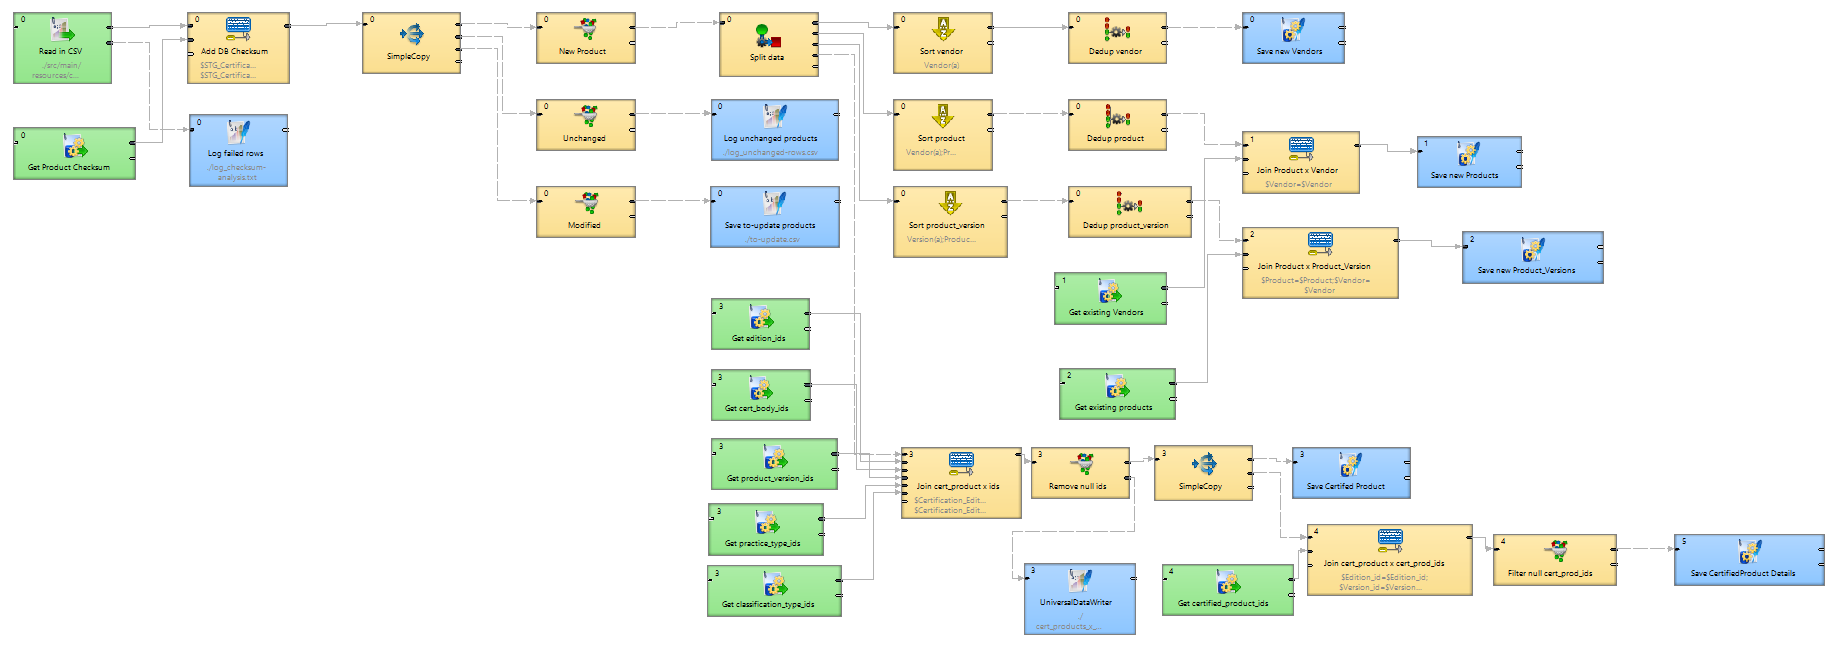 0
Read in CSV
./src/main/
resources/c...
0
Add DB Checksum
$STG_Certifica...
$STG_Certifica...
0
SimpleCopy
0
New Product
0
Split data
0
Sort vendor
Vendor(a)
0
Dedup vendor
0
Save new Vendors
0
Get Product Checksum
0
Log failed rows
./log_checksum-
analysis.txt
0
Unchanged
0
Log unchanged products
./log_unchanged-rows.csv
0
Sort product
Vendor(a);Pr...
0
Dedup product
1
Join Product x Vendor
$Vendor=$Vendor
1
Save new Products
0
Modified
0
Save to-update products
./to-update.csv
0
Sort product_version
Version(a);Produc...
0
Dedup product_version
2
Join Product x Product_Version
$Product=$Product;$Vendor=
$Vendor
2
Save new Product_Versions
1
Get existing Vendors
3
Get edition_ids
2
Get existing products
3
Get cert_body_ids
3
Get product_version_ids
3
Get practice_type_ids
3
Get classification_type_ids
3
Join cert_product x ids
$Certification_Edit...
$Certification_Edit...
3
Remove null ids
3
SimpleCopy
3
Save Certifed Product
3
UniversalDataWriter
./
cert_products_x_...
4
Get certified_product_ids
4
Join cert_product x cert_prod_ids
$Edition_id=$Edition_id;
$Version_id=$Version...
4
Filter null cert_prod_ids
5
Save CertifiedProduct Details